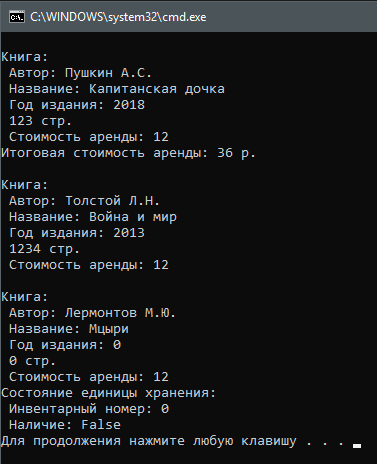 C:\WINDOWS\system32\cmd.exe
Книга:
Автор: Пушкин А.С.
Название: Капитанская дочка
Год издания: 2018
123 стр.
Стоимость аренды: 12
Итоговая стоимость аренды: 36 р.
Книга:
Автор: Толстой Л.Н.
Название: Война и мир
Год издания: 2013
1234 стр.
Стоимость аренды: 12
Книга:
Автор: Лермонтов М.Ю.
Название: Мцыри
Год издания: 0
0 стр.
Стоимость аренды: 12
Состояние единицы хранения:
Инвентарный номер: 0
Наличие: False
Для продолжения нажмите любую клавишу . . .